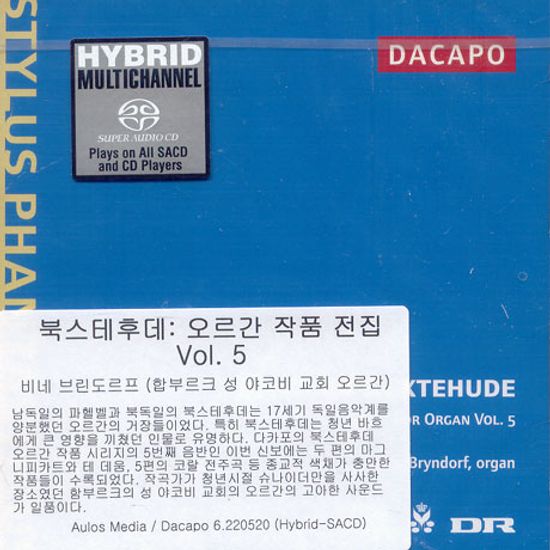 STYLUS PHAN
HYBRID
MULTICHANNEL
SUPER AUDIO CD
Plays on All SACD
and CD Players
DACAPO
XTEHUDE
OR ORGAN VOL. 5
Bryndorf, organ
DR
북스테후데: 오르간 작품 전집
Vol. 5
비네 브린도르프 (합부르크 성 야코비 교회 오르간)
남독일의 파헬벨과 북독일의 북스테후데는 17세기 독일음악계를
양분했던 오르간의 거장들이었다. 특히 북스테후데는 청년 바흐
에게 큰 영향을 끼쳤던 인물로 유명하다. 다카포의 북스테후데
오르간 작품 시리즈의 5번째 음반인 이번 신보에는 두 편의 마그
니피카트와 테 데움, 5편의 코랄 전주곡 등 종교적 색채가 충만한
작품들이 수록되었다. 작곡가가 청년시절 슈나이더만을 사사한
장소였던 함부르크의 성 야코비 교회의 오르간의 고아한 사운드
가 일품이다.
Aulos Media / Dacapo 6.220520 (Hybrid-SACD)